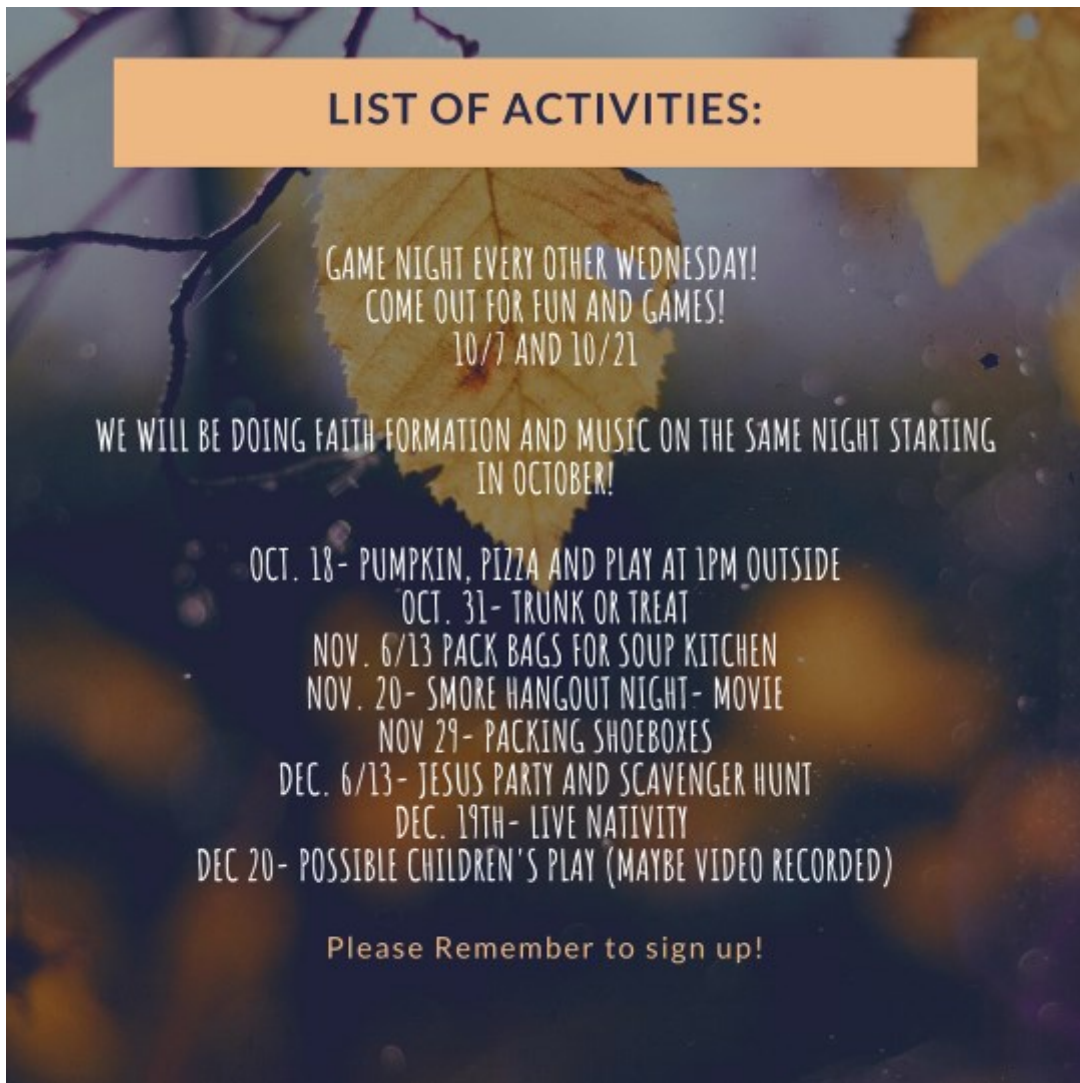 LIST OF ACTIVITIES:
GAME NIGHT EVERY OTHER WEDNESDAY!
COME OUT FOR FUN AND GAMES!
10/7 AND 10/21
WE WILL BE DOING FAITH FORMATION AND MUSIC ON THE SAME NIGHT STARTING
IN OCTOBER!
OCT. 18- PUMPKIN, PIZZA AND PLAY AT 1PM OUTSIDE
OCT. 31- TRUNK OR TREAT
NOV. 6/13 PACK BAGS FOR SOUP KITCHEN
NOV. 20- SMORE HANGOUT NIGHT- MOVIE
NOV 29- PACKING SHOEBOXES
DEC. 6/13- JESUS PARTY AND SCAVENGER HUNT
DEC. 19TH- LIVE NATIVITY
DEC 20- POSSIBLE CHILDREN'S PLAY (MAYBE VIDEO RECORDED)
Please Remember to sign up!